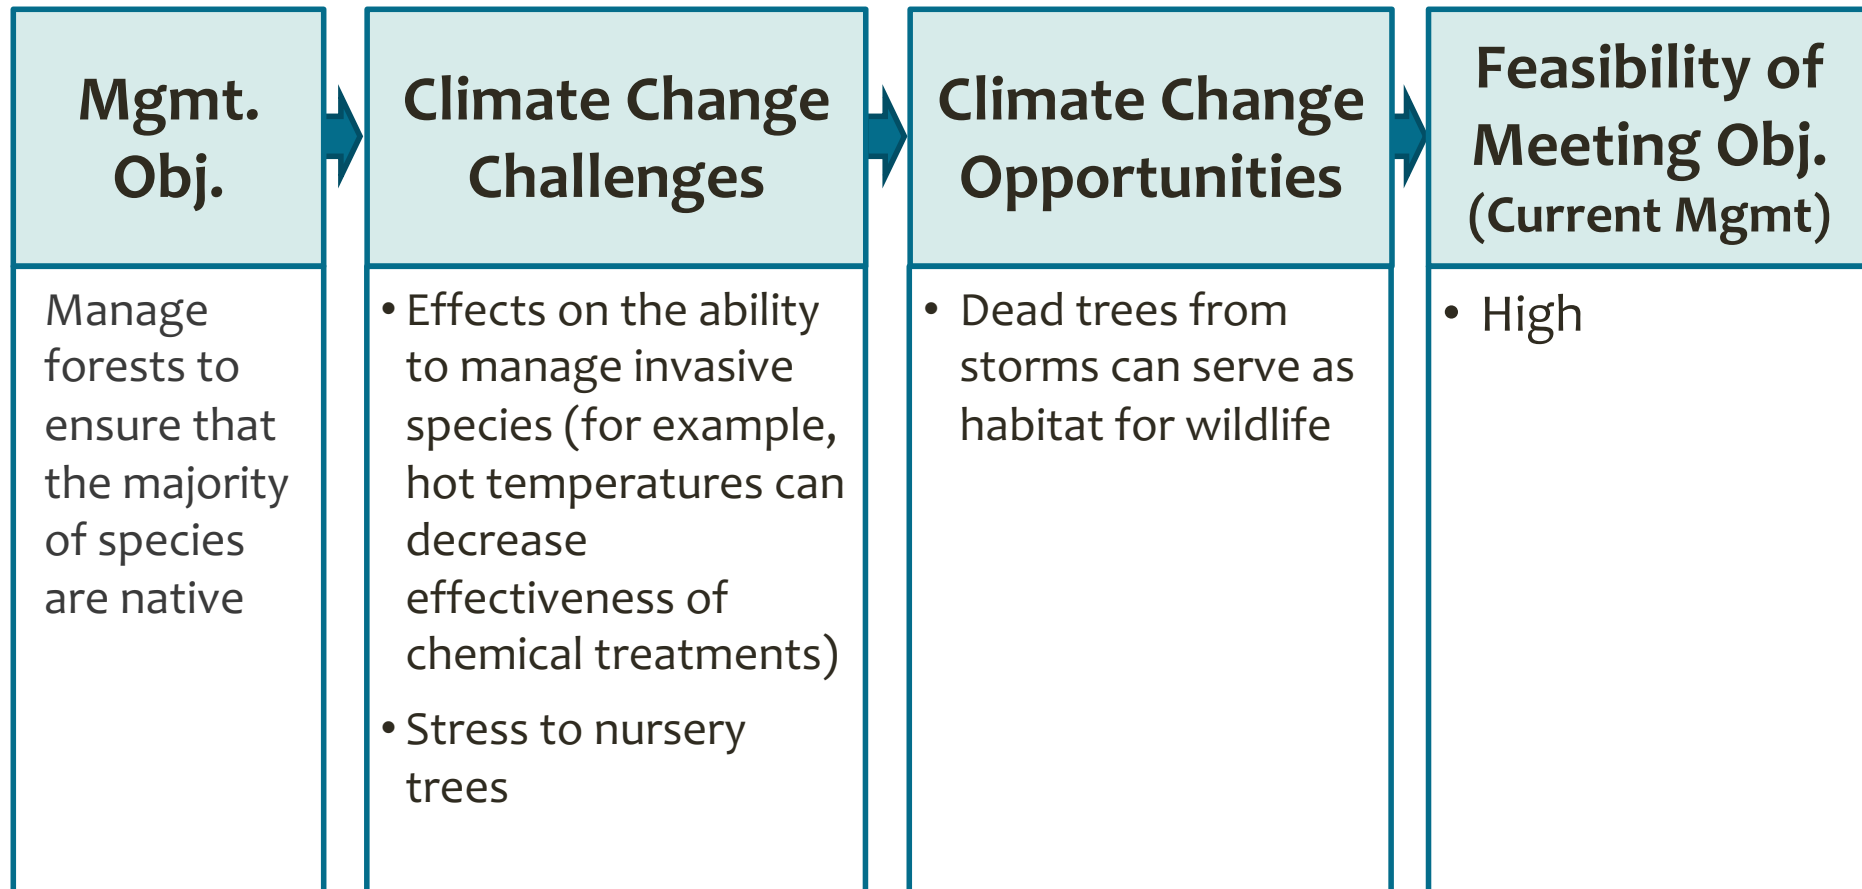 Mgmt.
Obj.
Climate Change
Challenges
Climate Change
Opportunities
Feasibility of
Meeting Obj.
(Current Mgmt)
Manage
forests to
ensure that
the majority
of species
are native
• Effects on the ability
to manage invasive
species (for example,
hot temperatures can
decrease
effectiveness of
chemical treatments)
• Stress to nursery
trees
• Dead trees from
storms can serve as
habitat for wildlife
• High